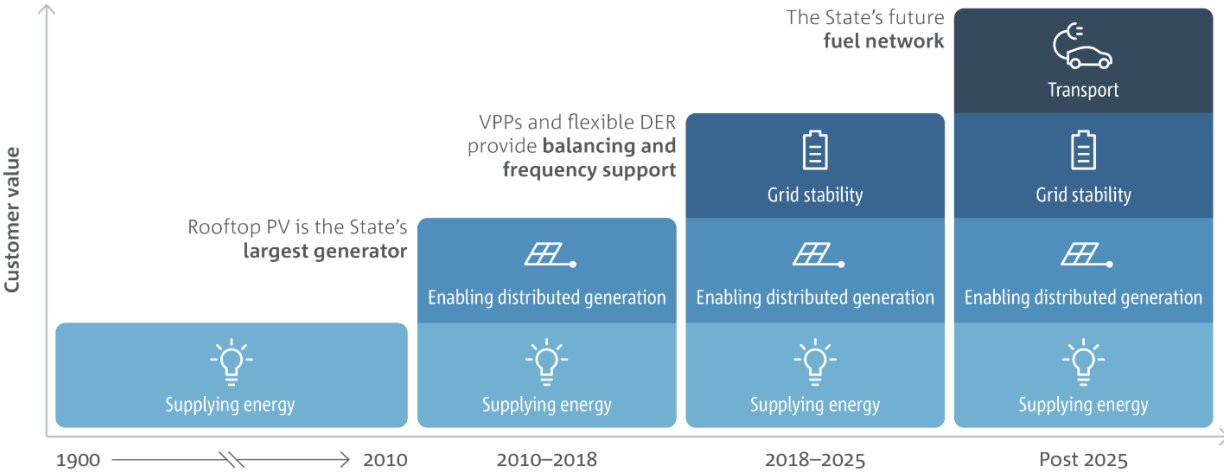 The State's future
fuel network
Transport
VPPs and flexible DER
provide balancing and
frequency support
Grid stability
Grid stability
Rooftop PV is the State's
largest generator
Enabling distributed generation
Enabling distributed generation
Enabling distributed generation
Customer value
Supplying energy
Supplying energy
Supplying energy
Supplying energy
1900
2010
2010–2018
2018–2025
Post 2025